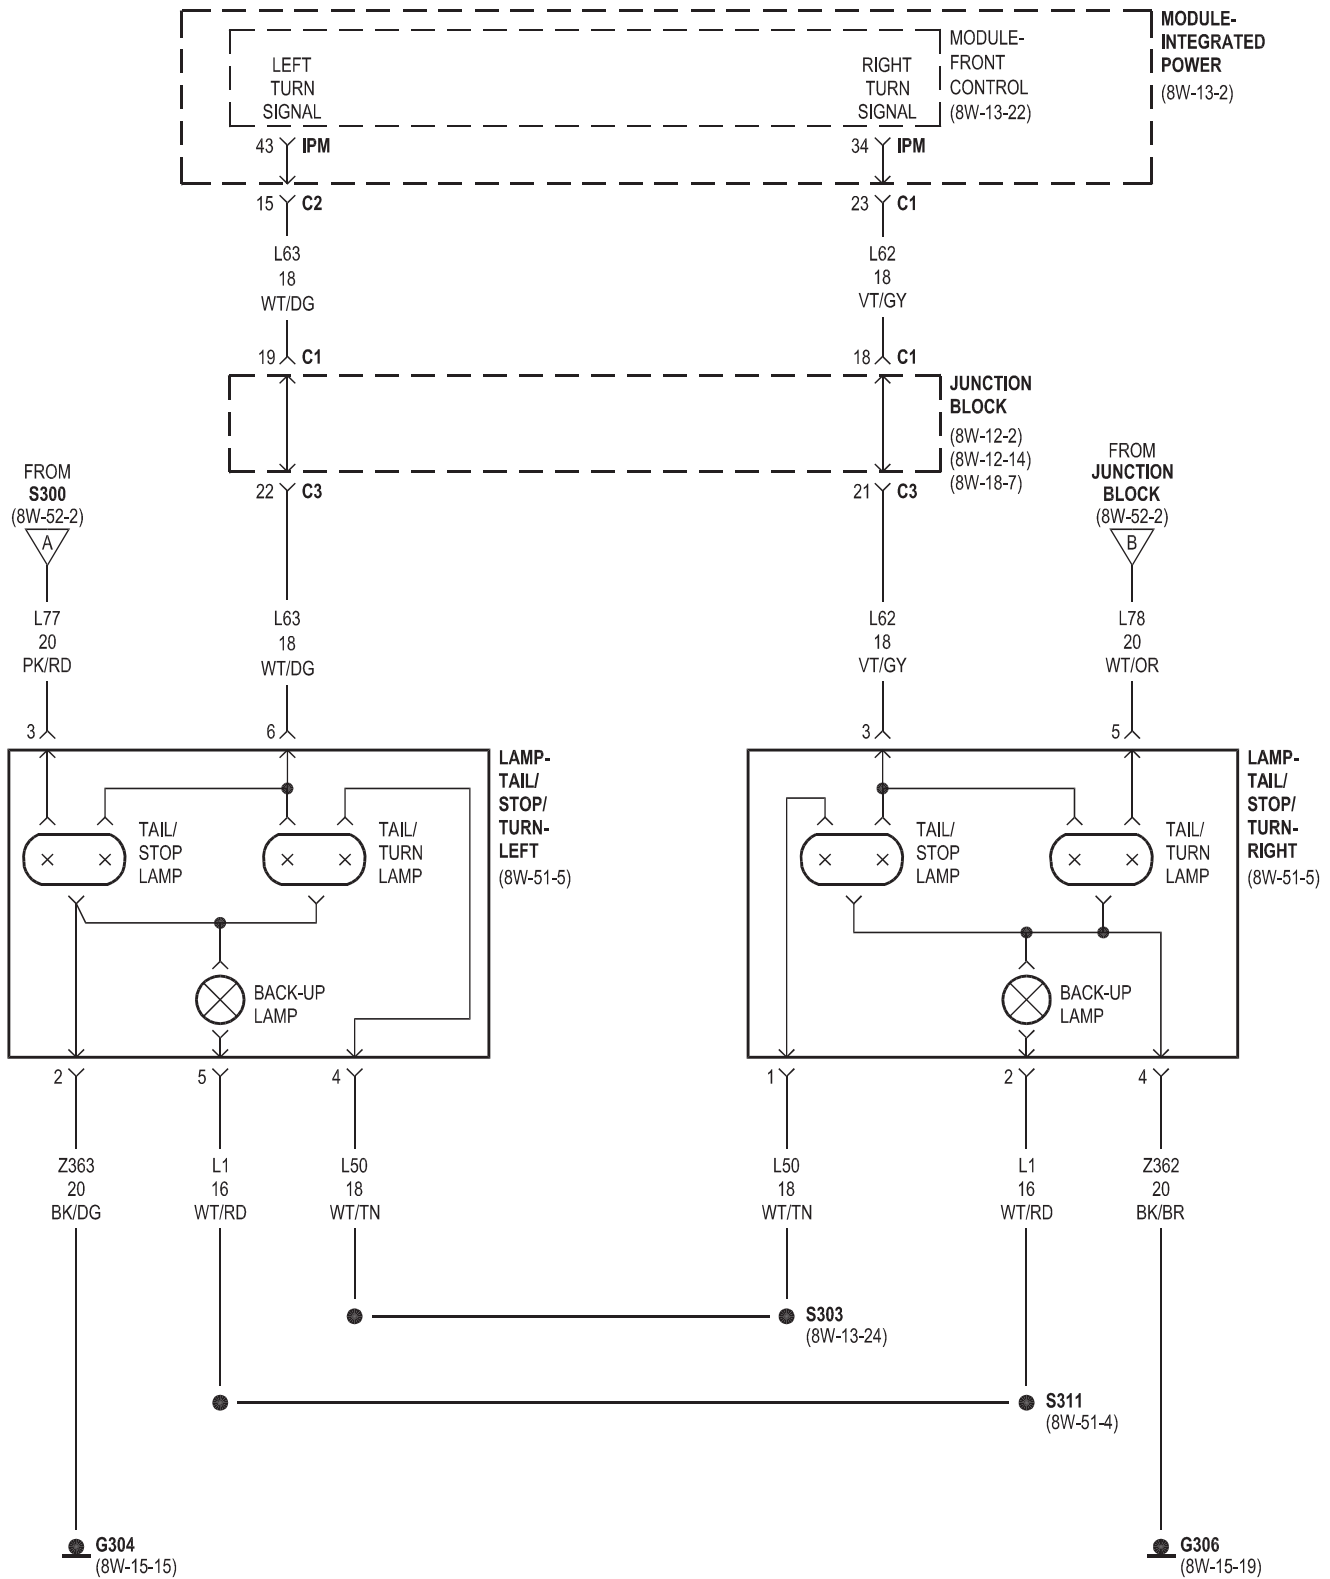 MODULE-
INTEGRATED
POWER
(8W-13-2)
MODULE-
FRONT
CONTROL
(8W-13-22)
LEFT
TURN
SIGNAL
RIGHT
TURN
SIGNAL
43 IPM
34 IPM
15 C2
23 C1
L63
18
WT/DG
L62
18
VT/GY
19 C1
18 C1
JUNCTION
BLOCK
(8W-12-2)
(8W-12-14)
(8W-18-7)
22 C3
21 C3
FROM
S300
(8W-52-2)
A
FROM
JUNCTION
BLOCK
(8W-52-2)
B
L77
20
PK/RD
L63
18
WT/DG
L62
18
VT/GY
L78
20
WT/OR
3
6
3
5
LAMP-
TAIL/
STOP/
TURN-
LEFT
(8W-51-5)
TAIL/
STOP
LAMP
TAIL/
TURN
LAMP
BACK-UP
LAMP
LAMP-
TAIL/
STOP/
TURN-
RIGHT
(8W-51-5)
TAIL/
STOP
LAMP
TAIL/
TURN
LAMP
BACK-UP
LAMP
2
5
4
1
2
4
Z363
20
BK/DG
L1
16
WT/RD
L50
18
WT/TN
L50
18
WT/TN
L1
16
WT/RD
Z362
20
BK/BR
S303
(8W-13-24)
S311
(8W-51-4)
G304
(8W-15-15)
G306
(8W-15-19)